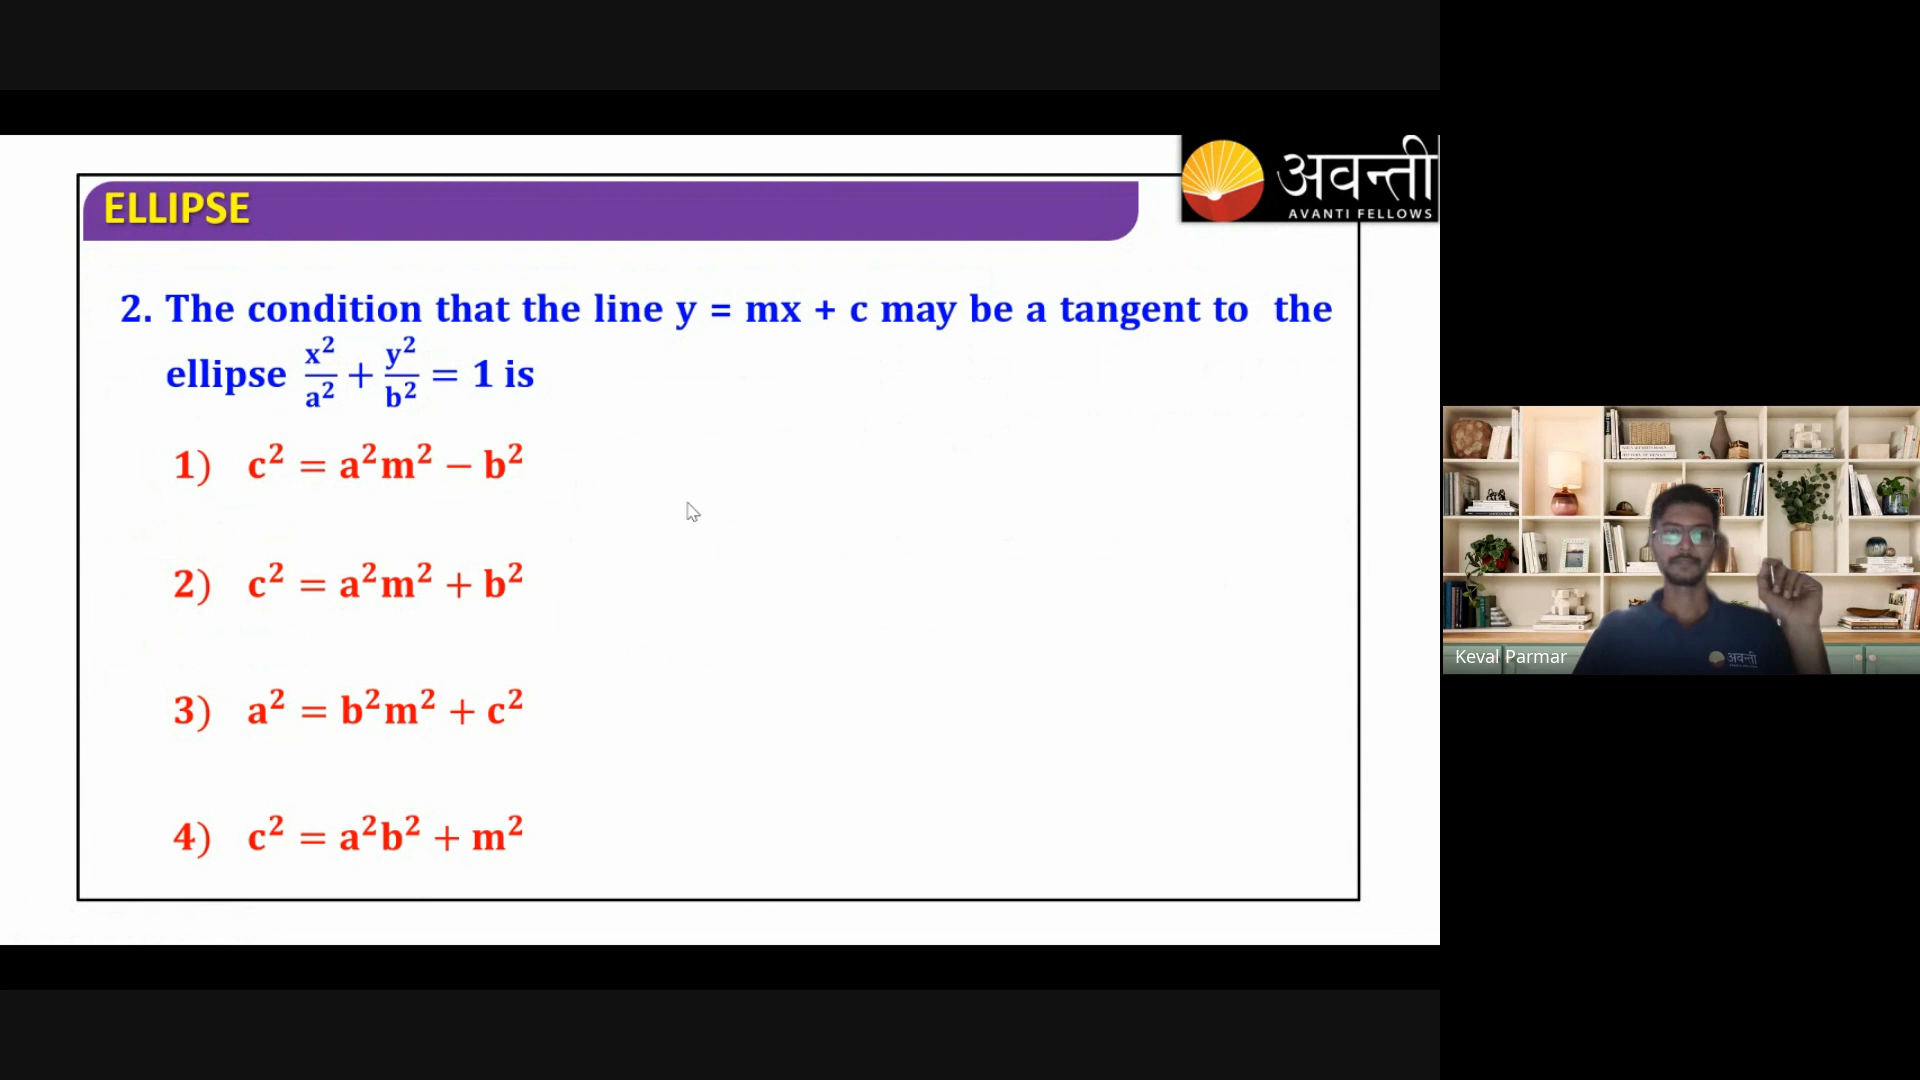 ELLIPSE
अवन्ती
AVANTI FELLOWS
2. The condition that the line y = mx + c may be a tangent to the
ellipse x²/a² + y²/b² = 1 is
1) c² = a²m² − b²
2) c² = a²m² + b²
3) a² = b²m² + c²
4) c² = a²b² + m²
Keval Parmar
अवन्ती